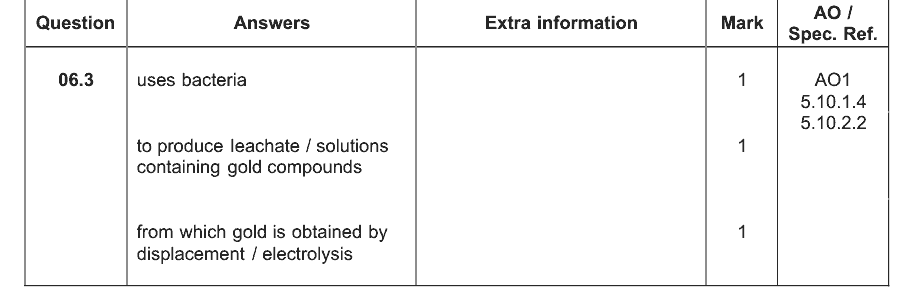 Question Answers Extra information Mark AO /
Spec. Ref.
06.3 uses bacteria 1 AO1
5.10.1.4
5.10.2.2
to produce leachate / solutions 1
containing gold compounds
from which gold is obtained by 1
displacement / electrolysis